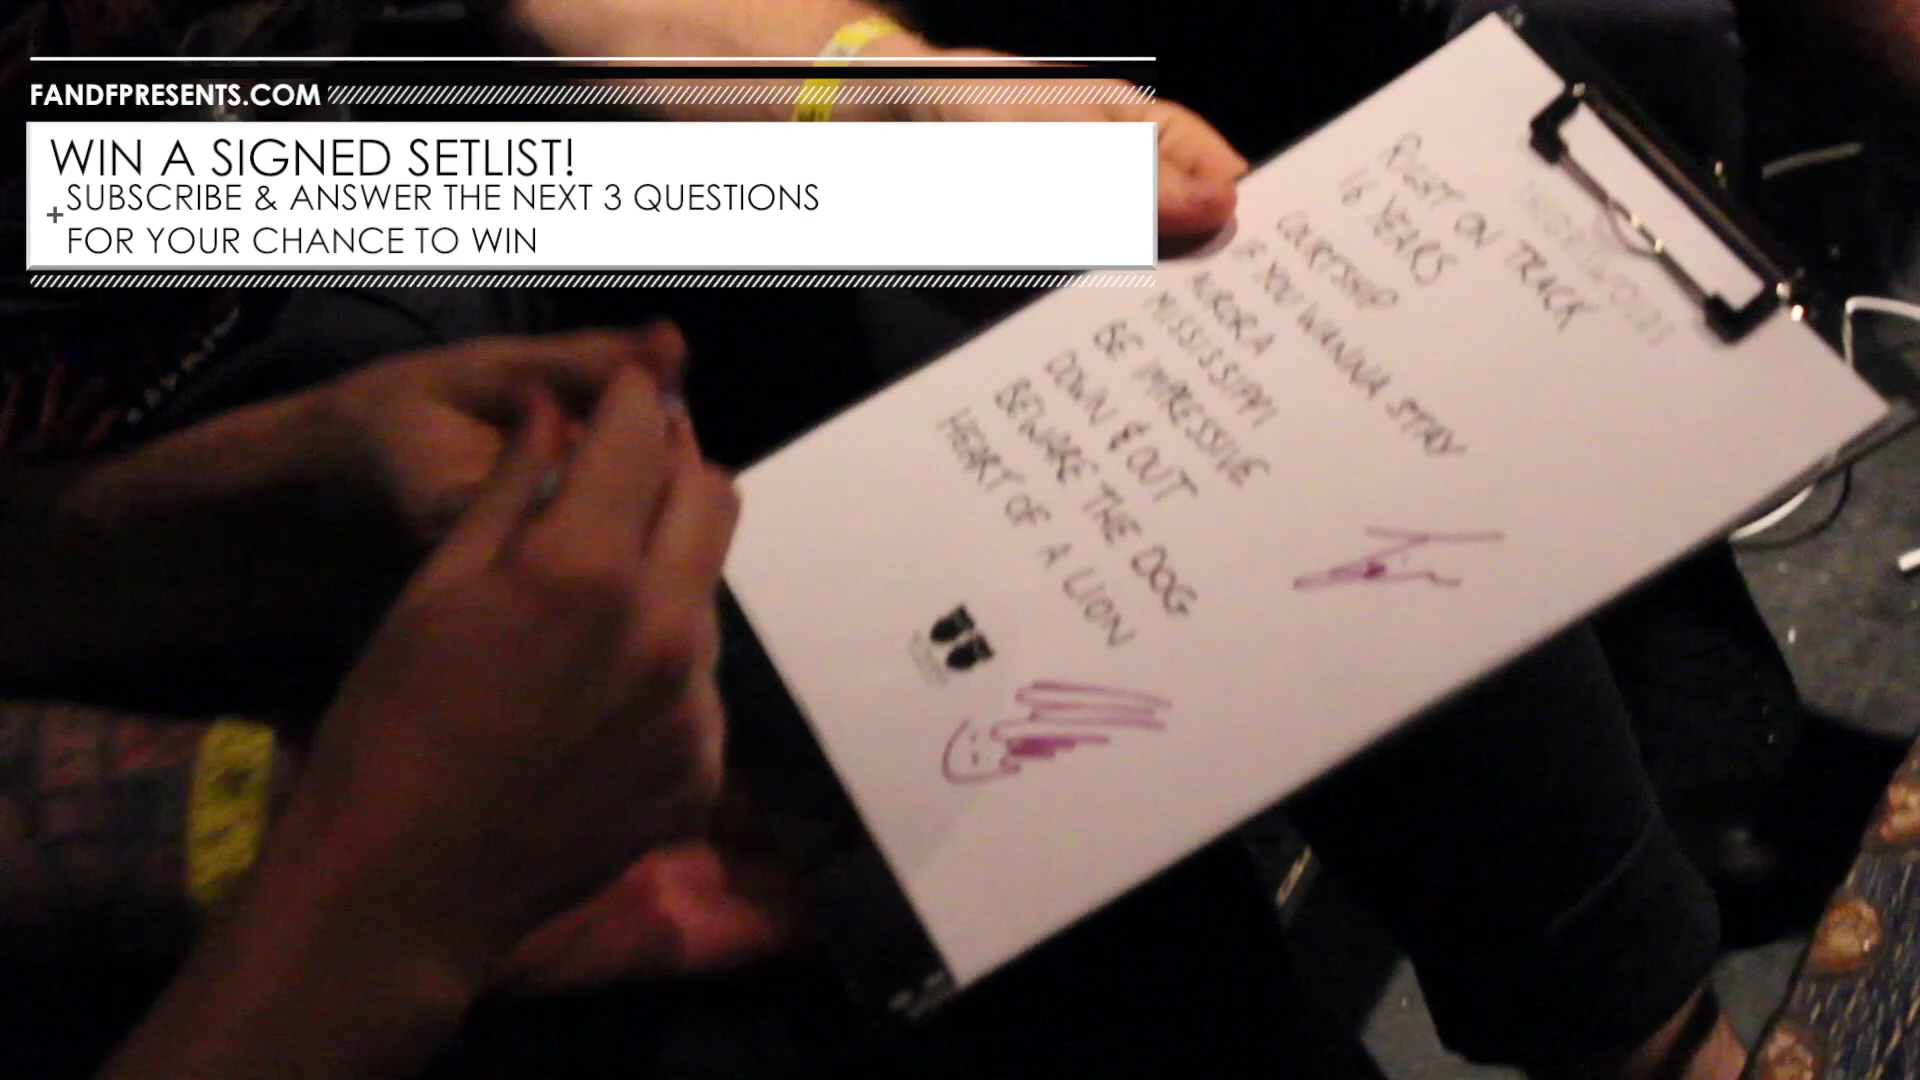 FANDFPRESENTS.COM
WIN A SIGNED SETLIST!
+SUBSCRIBE & ANSWER THE NEXT 3 QUESTIONS
FOR YOUR CHANCE TO WIN
RIGHT ON TRACK
16 YEARS
COURTSHIP
IF YOU WANNA STAY
AURORA
MISSISSIPPI
BE IMPRESSIVE
DOWN & OUT
BEWARE THE DOG
HEART OF A LION